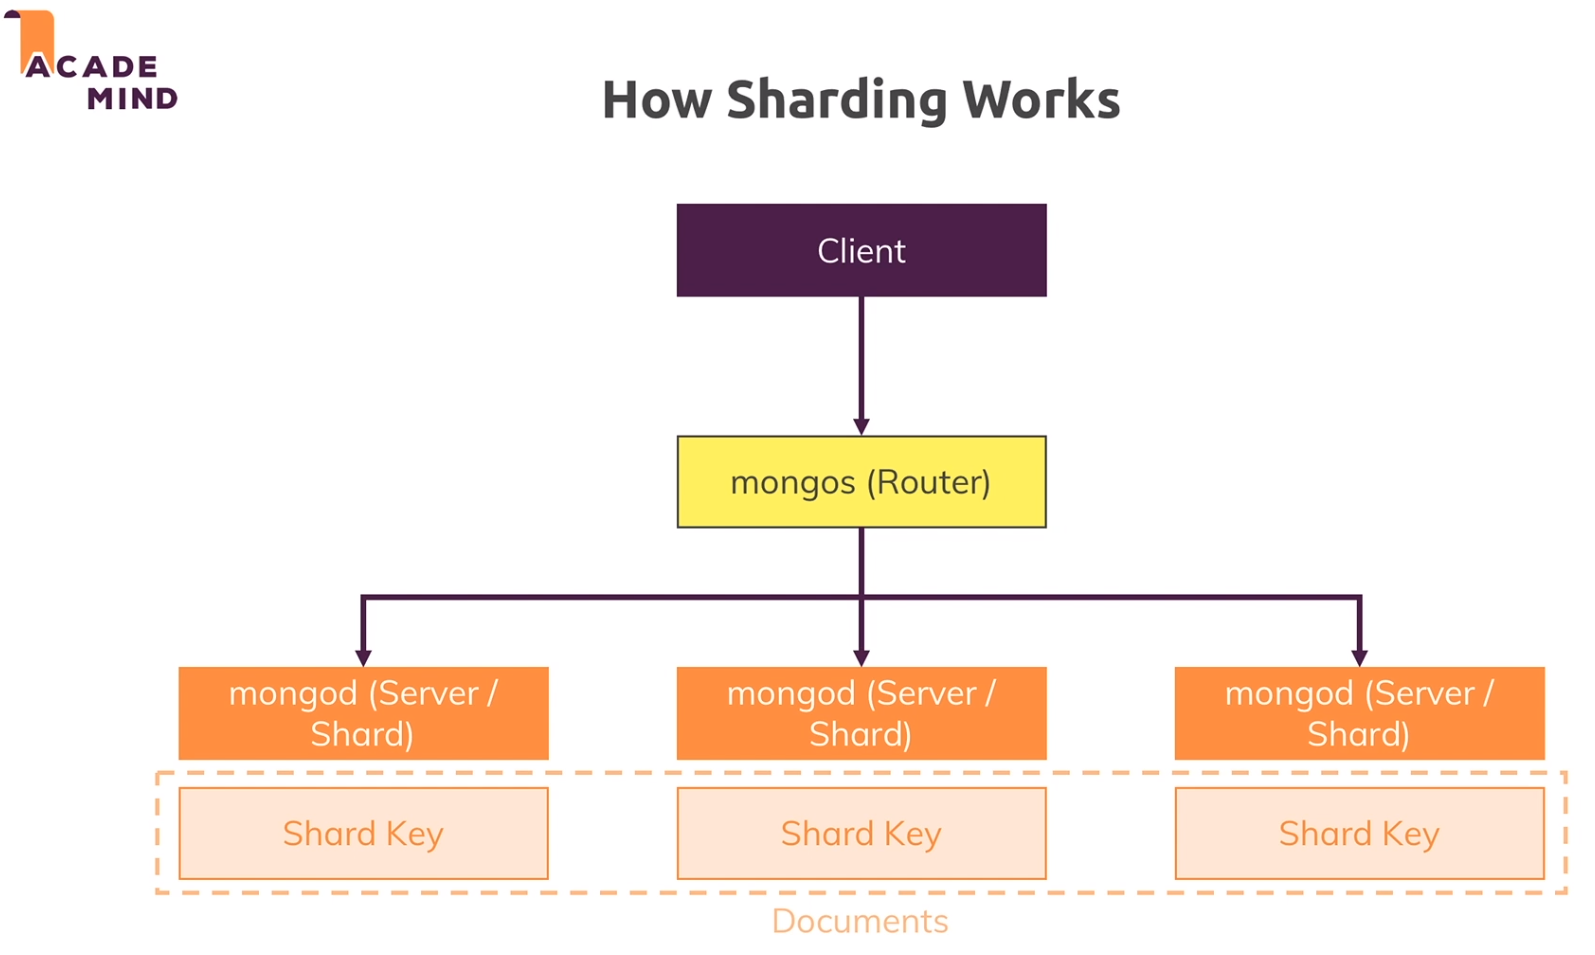 ACADE
MIND
How Sharding Works
Client
mongos (Router)
mongod (Server /
Shard)
mongod (Server /
Shard)
mongod (Server /
Shard)
Shard Key
Shard Key
Shard Key
Documents